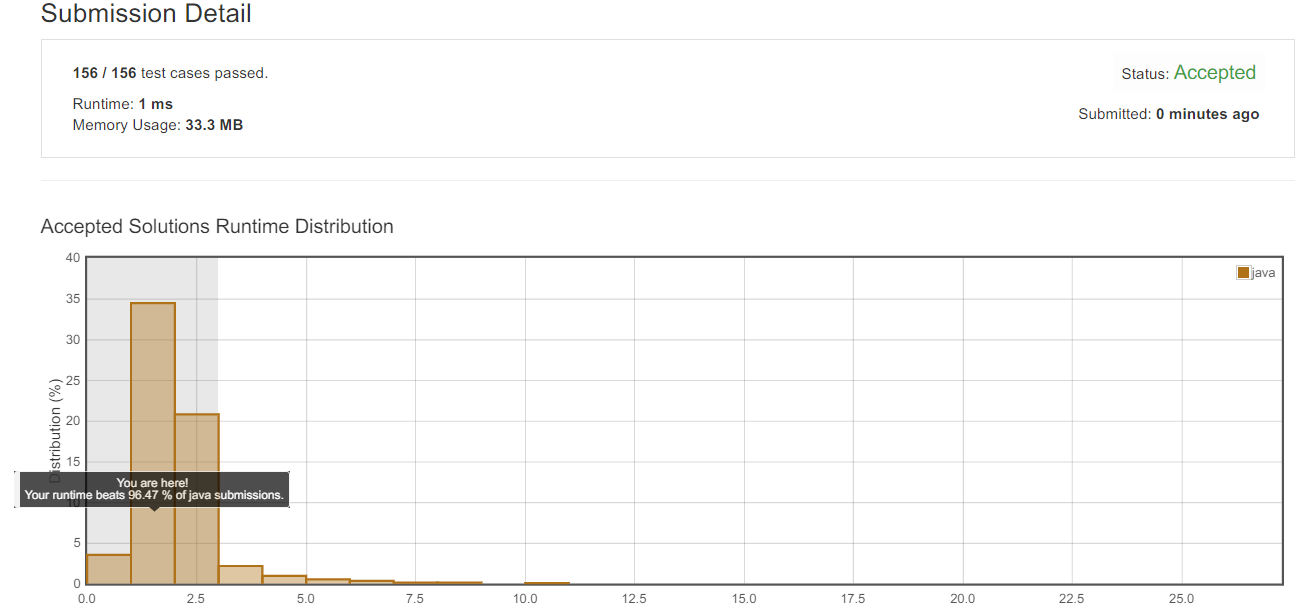 Submission Detail
156 / 156 test cases passed.
Status: Accepted
Runtime: 1 ms
Submitted: 0 minutes ago
Memory Usage: 33.3 MB
Accepted Solutions Runtime Distribution
40
35
30
25
20
15
10
5
0
Distribution (%)
java
You are here!
Your runtime beats 96.47 % of java submissions.
0.0 2.5 5.0 7.5 10.0 12.5 15.0 17.5 20.0 22.5 25.0